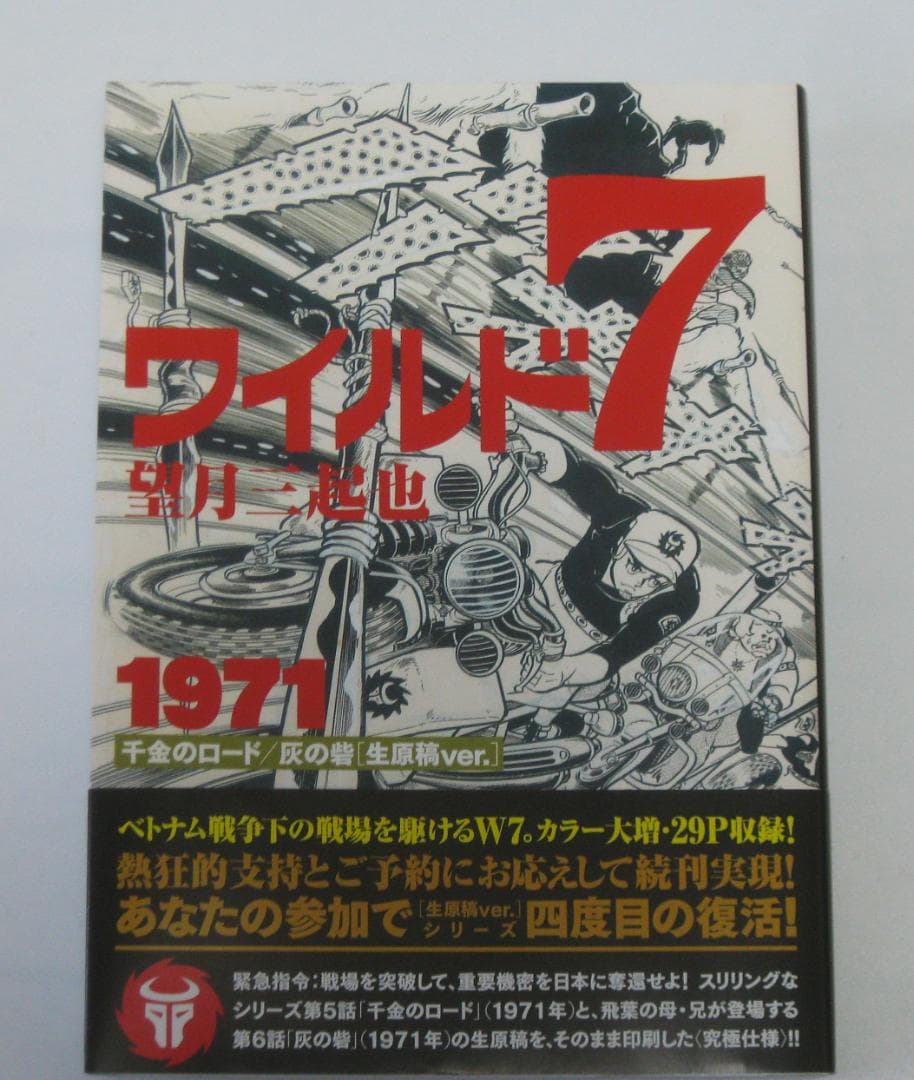 ワイルド7
望月三起也
1971
千金のロード/灰の砦[生原稿ver.]
ベトナム戦争下の戦場を駆けるW7。カラー大増・29P収録!
熱狂的支持とご予約にお応えして続刊実現!
あなたの参加で[生原稿ver.]シリーズ四度目の復活!
緊急指令:戦場を突破して、重要機密を日本に奪還せよ! スリリングな
シリーズ第5話「千金のロード」(1971年)と、飛葉の母・兄が登場する
第6話「灰の砦」(1971年)の生原稿を、そのまま印刷した〈究極仕様〉!!